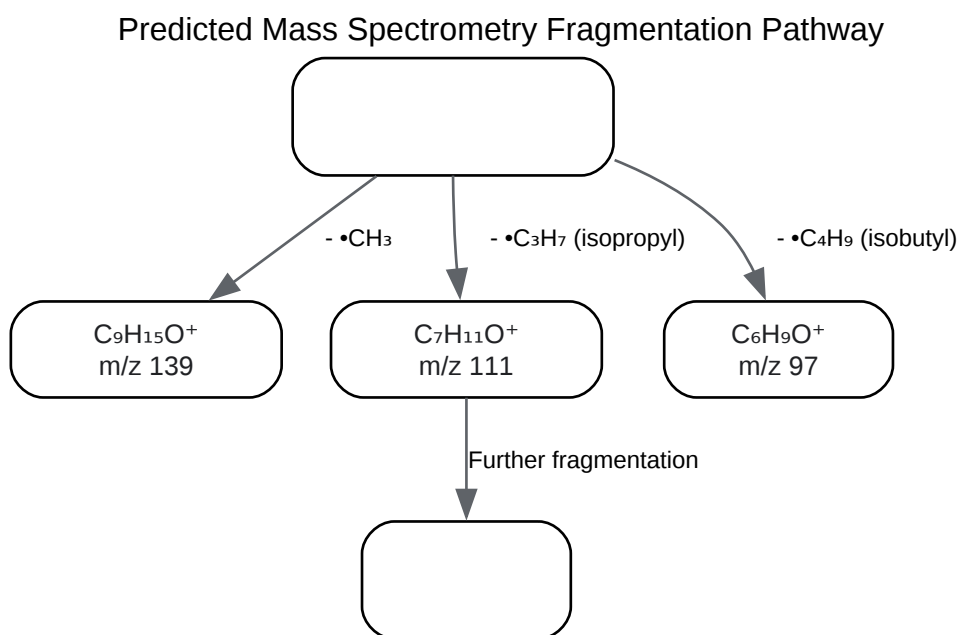 Predicted Mass Spectrometry Fragmentation Pathway
- •CH₃
- •C₃H₇ (isopropyl)
- •C₄H₉ (isobutyl)
C₉H₁₅O⁺
m/z 139
C₇H₁₁O⁺
m/z 111
C₆H₉O⁺
m/z 97
Further fragmentation